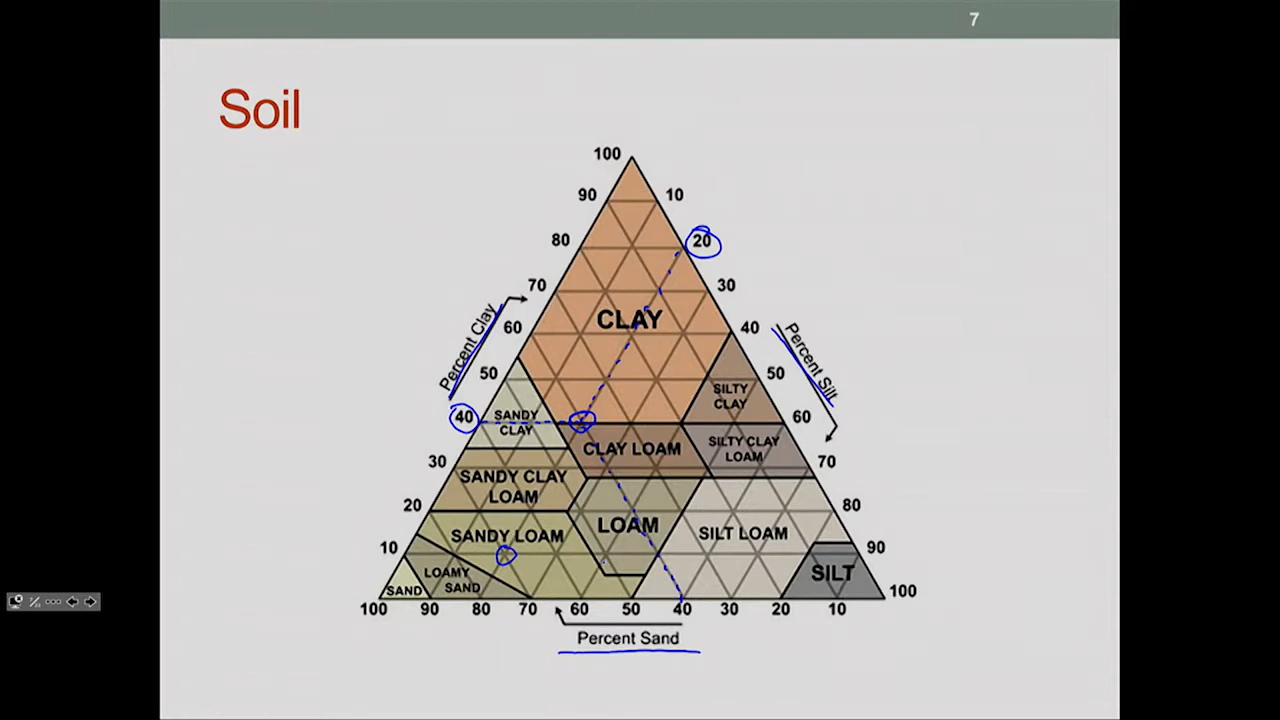 7
Soil
100
90 10
80 20
70 30
Percent Clay
60 40
Percent Silt
50 50
40 60
30 70
20 80
10 90
100
CLAY
SILTY
CLAY
SANDY
CLAY
CLAY LOAM
SILTY CLAY
LOAM
SANDY CLAY
LOAM
LOAM
SANDY LOAM
SILT LOAM
LOAMY
SAND
SILT
SAND
100 90 80 70 60 50 40 30 20 10
Percent Sand